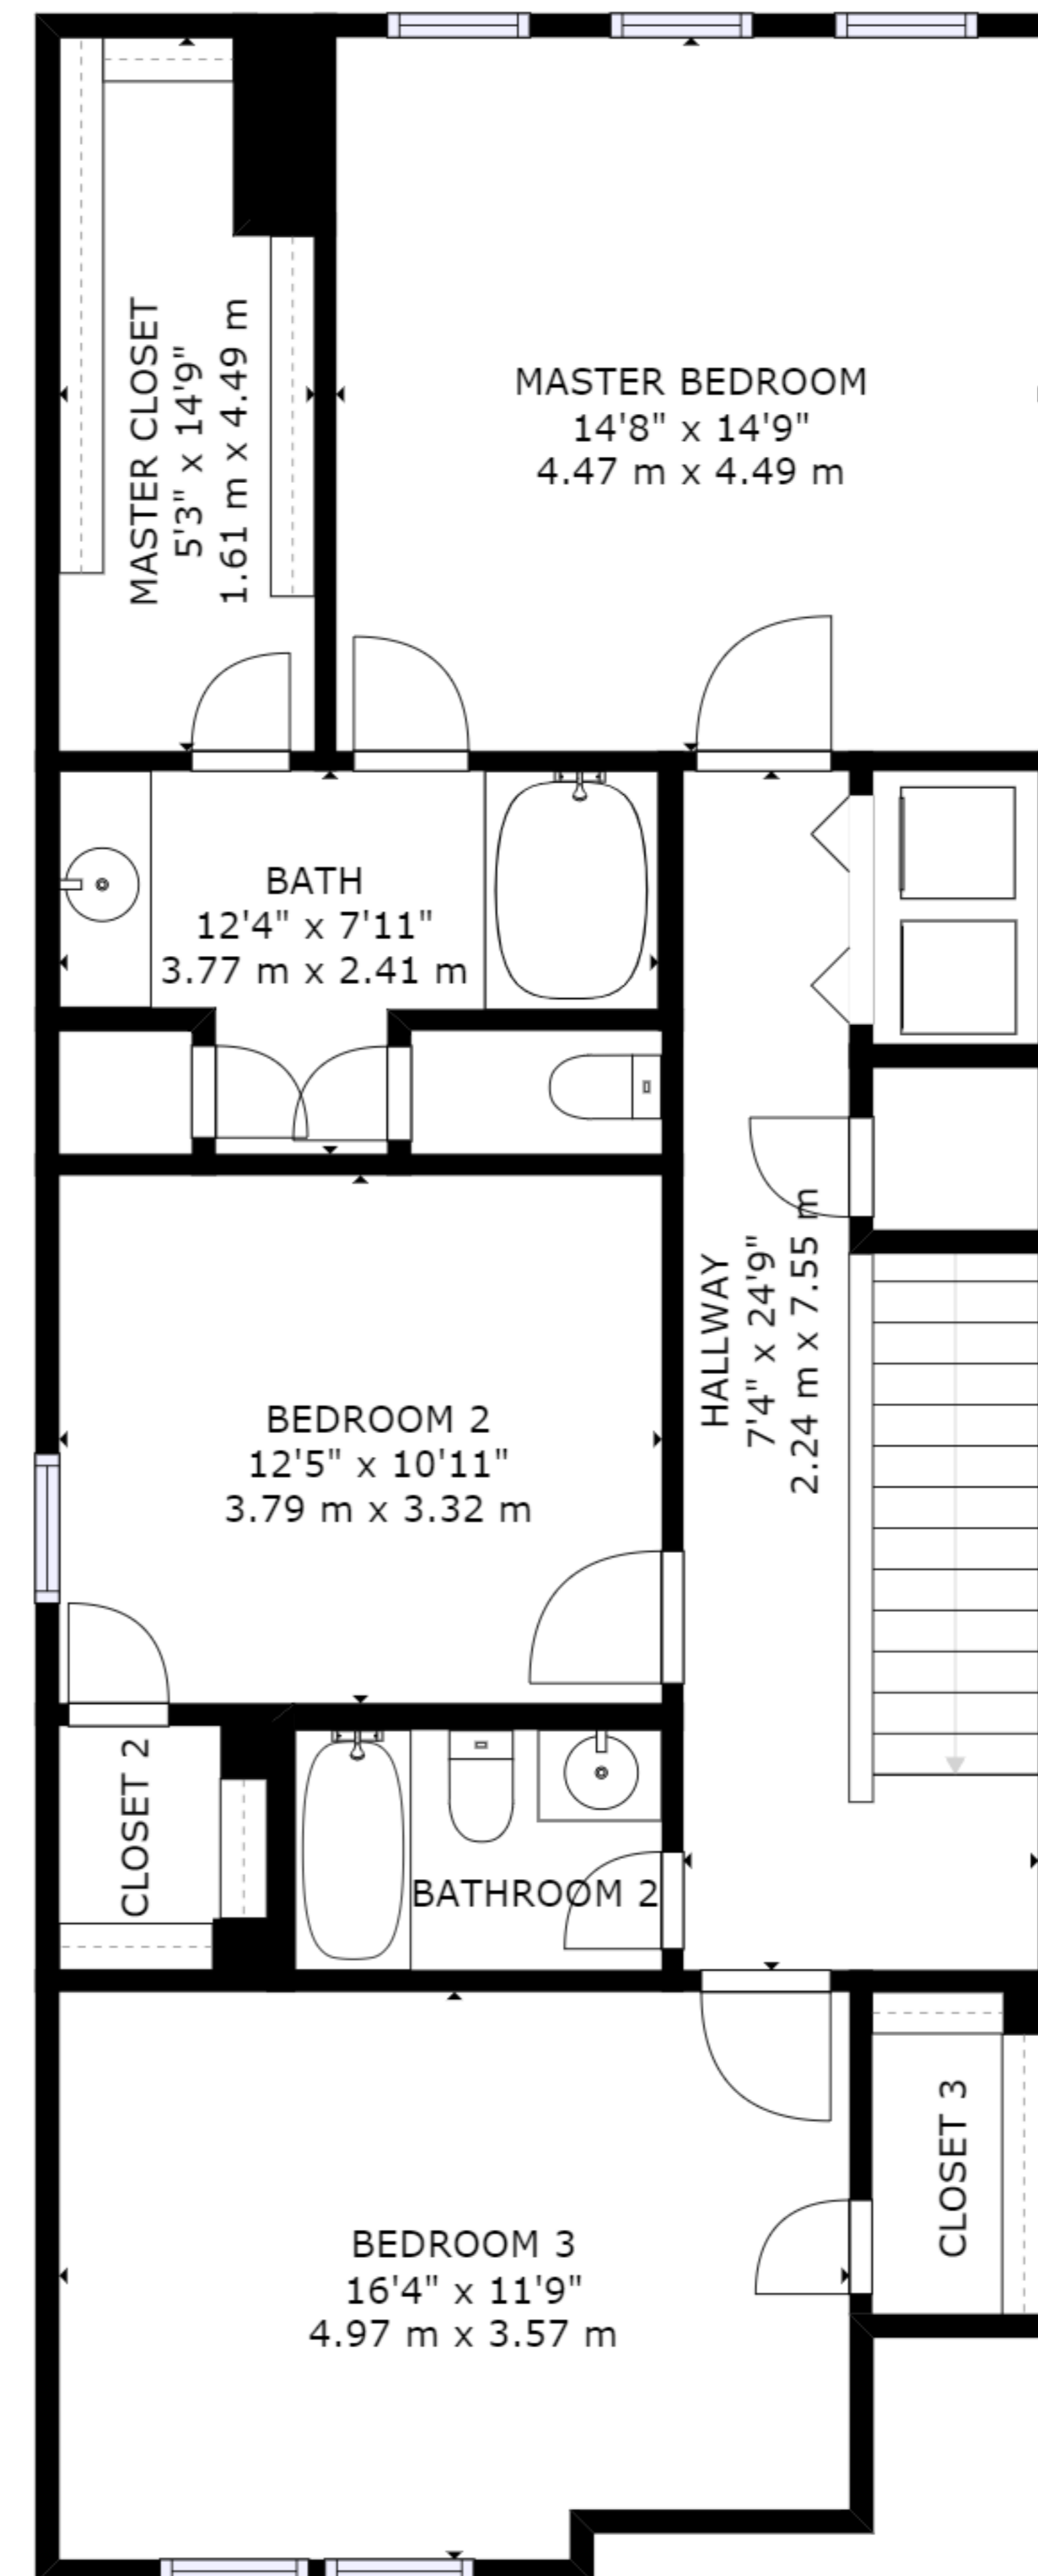 MASTER CLOSET
5'3" x 14'9"
1.61 m x 4.49 m
MASTER BEDROOM
14'8" x 14'9"
4.47 m x 4.49 m
BATH
12'4" x 7'11"
3.77 m x 2.41 m
HALLWAY
7'4" x 24'9"
2.24 m x 7.55 m
BEDROOM 2
12'5" x 10'11"
3.79 m x 3.32 m
CLOSET 2
BATHROOM 2
CLOSET 3
BEDROOM 3
16'4" x 11'9"
4.97 m x 3.57 m